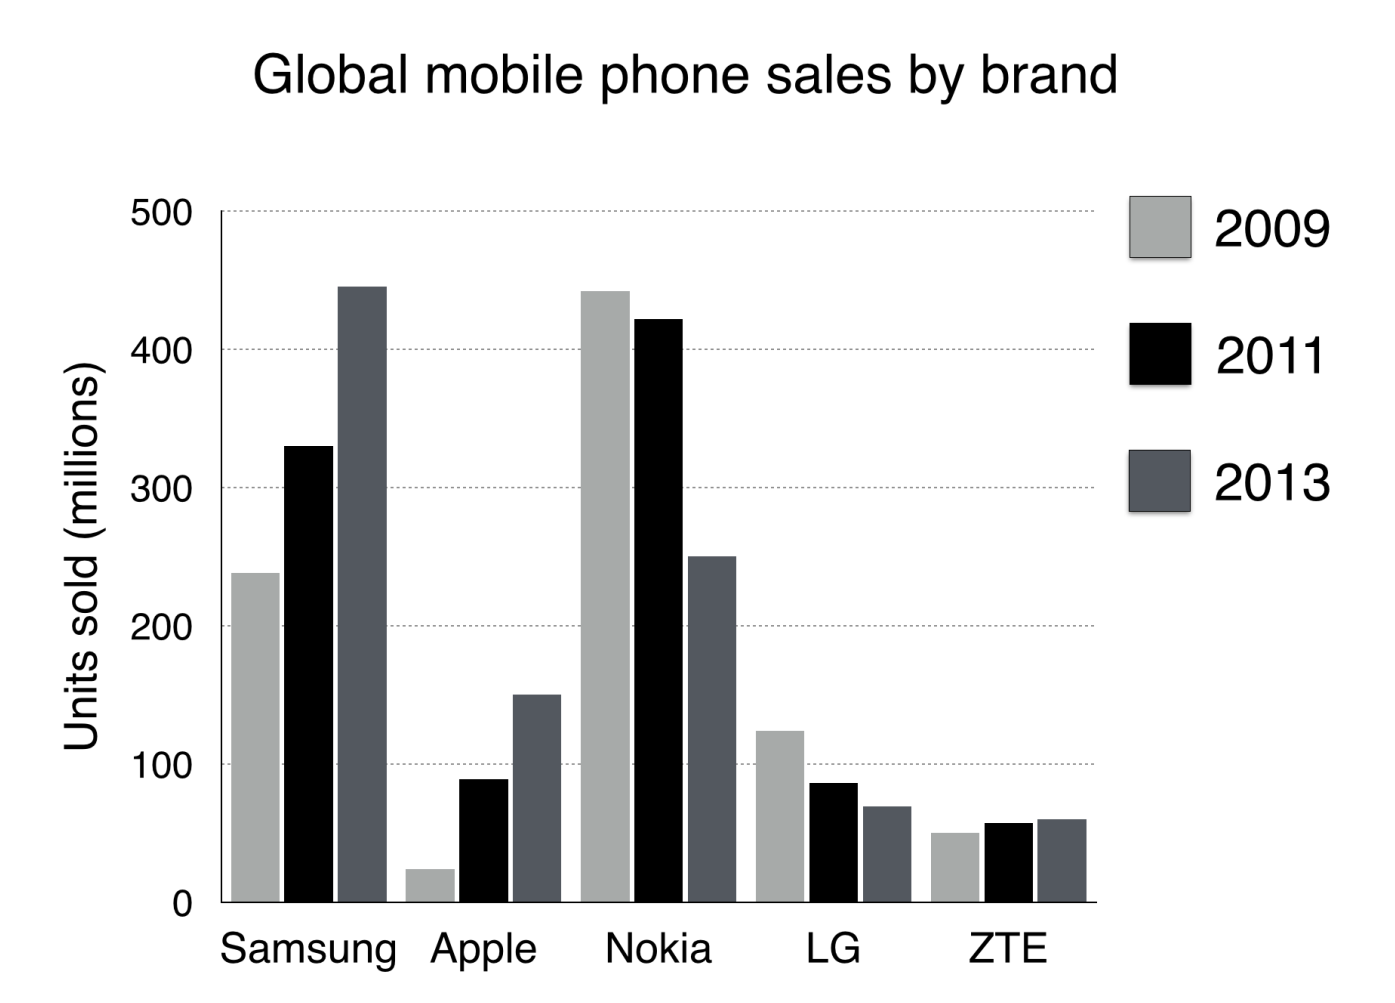 Global mobile phone sales by brand
500
400
300
200
100
0
Units sold (millions)
Samsung
Apple
Nokia
LG
ZTE
2009
2011
2013